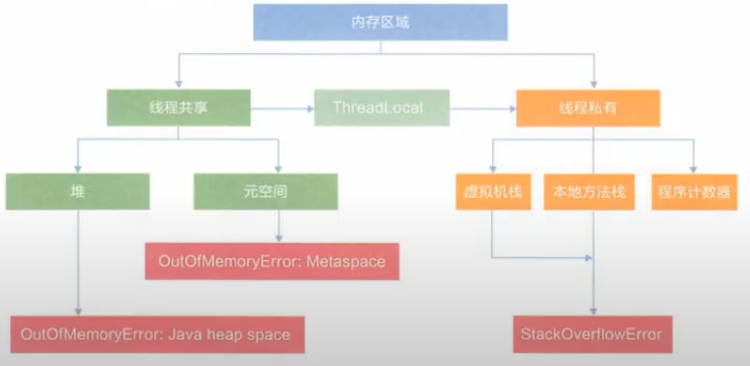 内存区域
线程共享
ThreadLocal
线程私有
堆
元空间
虚拟机栈
本地方法栈
程序计数器
OutOfMemoryError: Metaspace
OutOfMemoryError: Java heap space
StackOverflowError